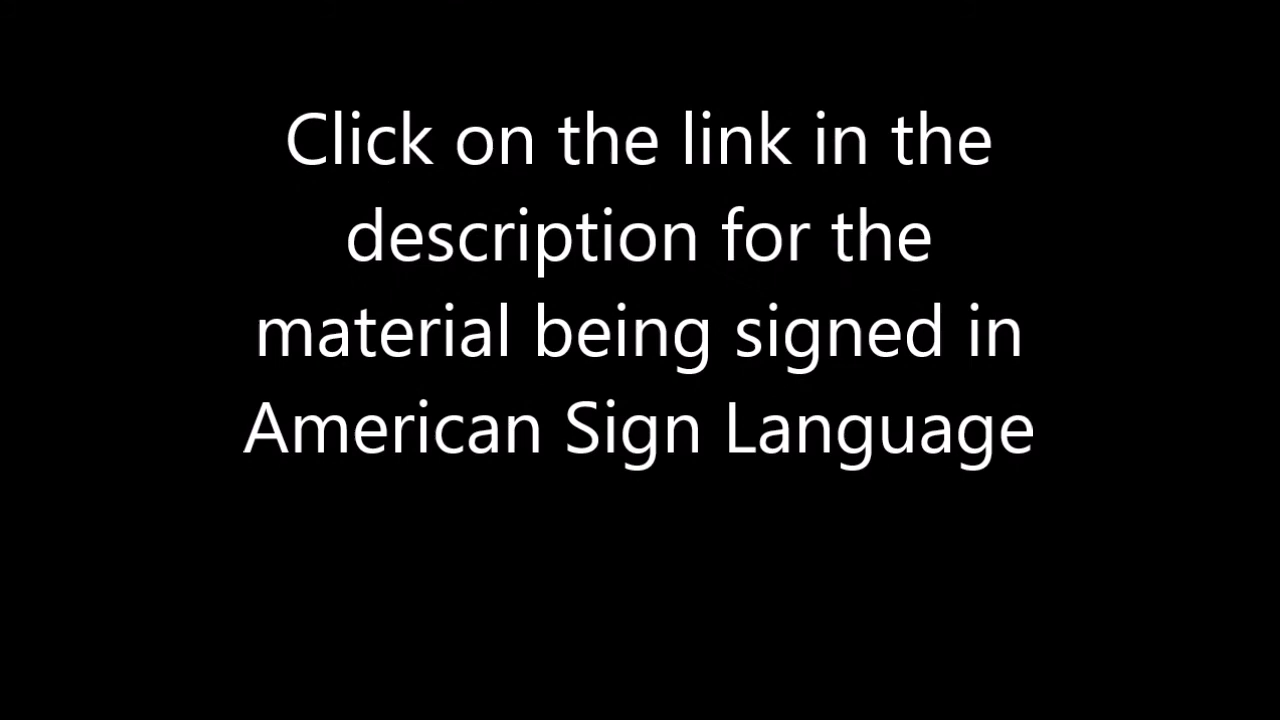 Click on the link in the
description for the
material being signed in
American Sign Language